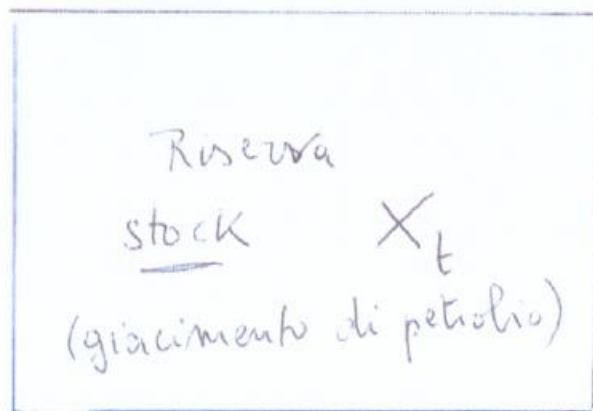 Riserva
stock X_t
(giacimento di petrolio)